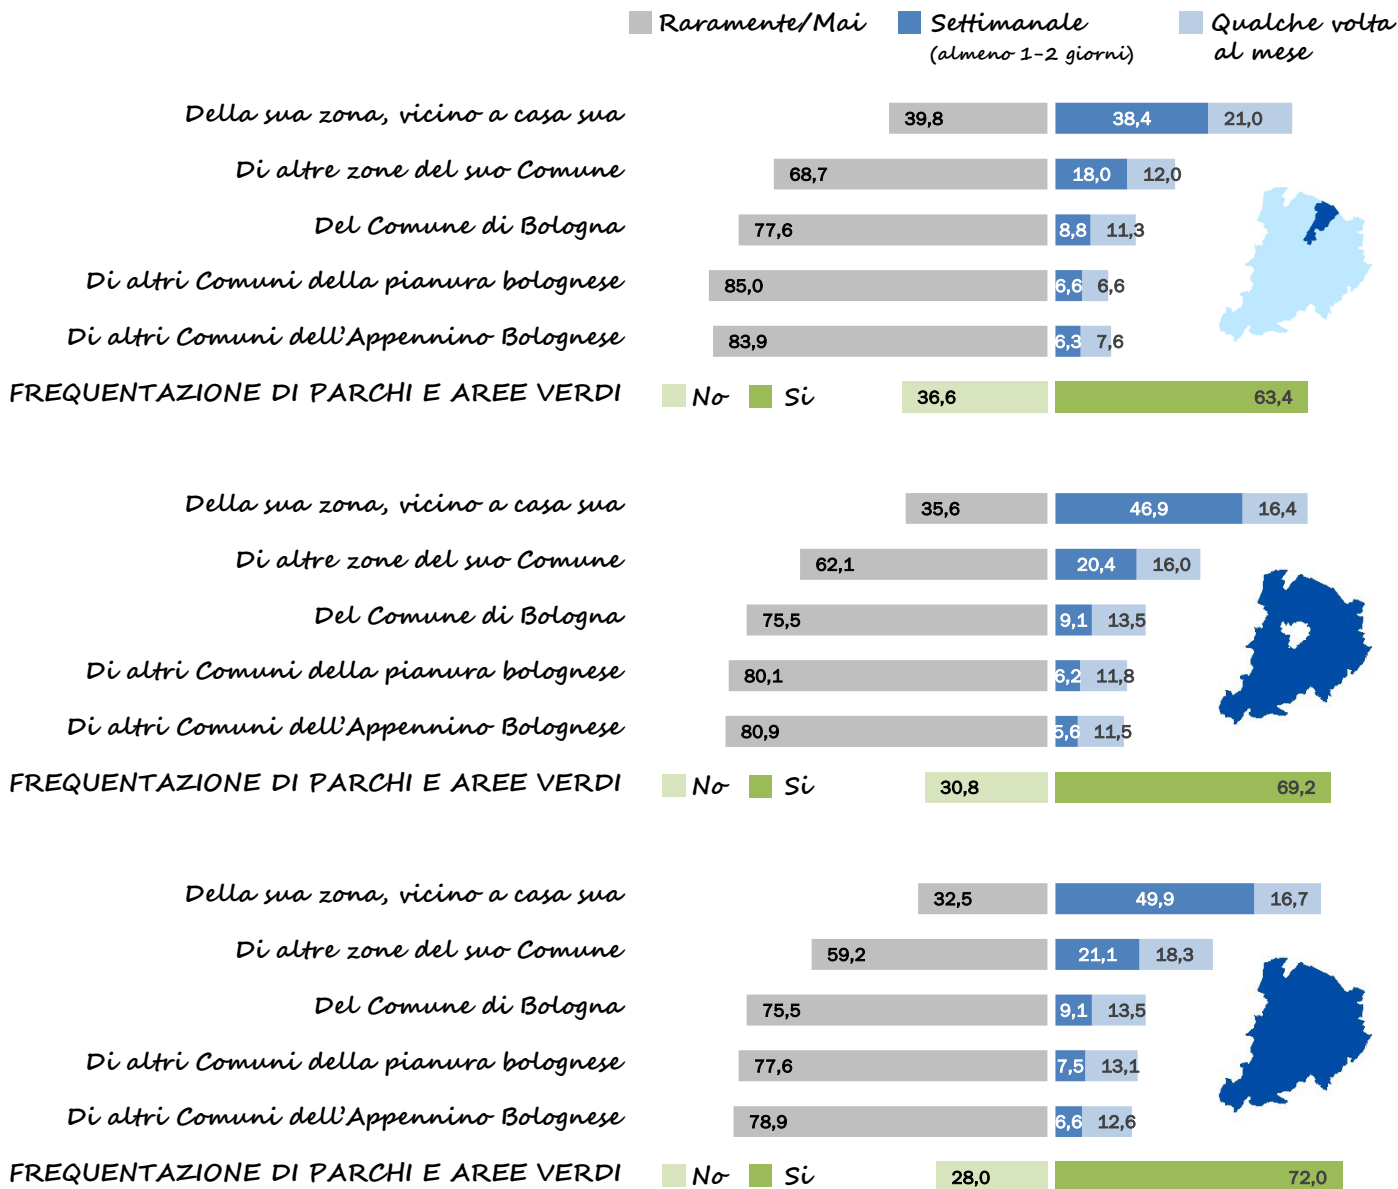 Raramente/Mai Settimanale Qualche volta
(almeno 1-2 giorni) al mese
Della sua zona, vicino a casa sua 39,8 38,4 21,0
Di altre zone del suo Comune 68,7 18,0 12,0
Del Comune di Bologna 77,6 8,8 11,3
Di altri Comuni della pianura bolognese 85,0 6,6 6,6
Di altri Comuni dell'Appennino Bolognese 83,9 6,3 7,6
FREQUENTAZIONE DI PARCHI E AREE VERDI No Si 36,6 63,4
Della sua zona, vicino a casa sua 35,6 46,9 16,4
Di altre zone del suo Comune 62,1 20,4 16,0
Del Comune di Bologna 75,5 9,1 13,5
Di altri Comuni della pianura bolognese 80,1 6,2 11,8
Di altri Comuni dell'Appennino Bolognese 80,9 5,6 11,5
FREQUENTAZIONE DI PARCHI E AREE VERDI No Si 30,8 69,2
Della sua zona, vicino a casa sua 32,5 49,9 16,7
Di altre zone del suo Comune 59,2 21,1 18,3
Del Comune di Bologna 75,5 9,1 13,5
Di altri Comuni della pianura bolognese 77,6 7,5 13,1
Di altri Comuni dell'Appennino Bolognese 78,9 6,6 12,6
FREQUENTAZIONE DI PARCHI E AREE VERDI No Si 28,0 72,0